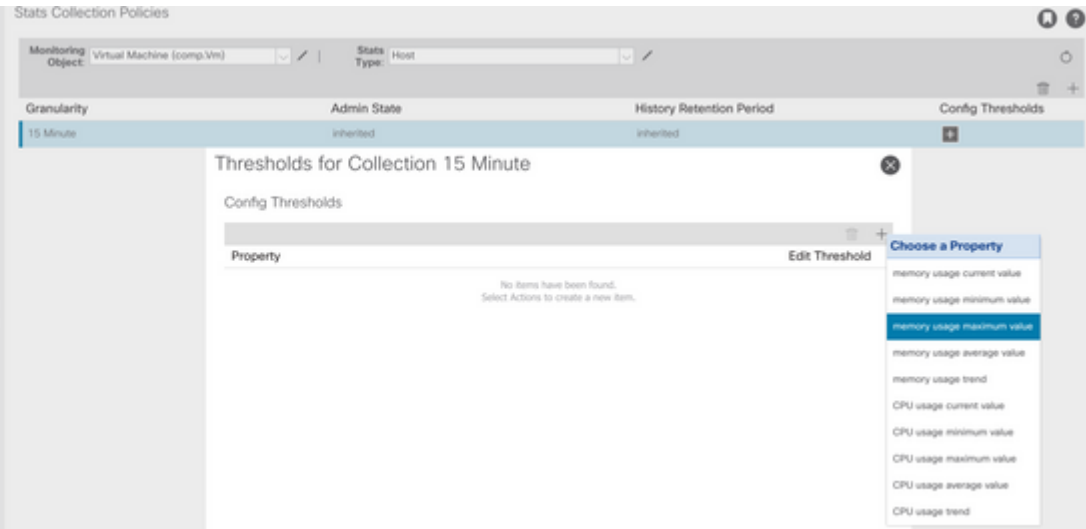 Stats Collection Policies
Monitoring Object: Virtual Machine (comp.Vm) Stats Type: Host
Granularity Admin State History Retention Period Config Thresholds
15 Minute inherited inherited
Thresholds for Collection 15 Minute
Config Thresholds
Property Edit Threshold
No items have been found.
Select Actions to create a new item.
Choose a Property
memory usage current value
memory usage minimum value
memory usage maximum value
memory usage average value
memory usage trend
CPU usage current value
CPU usage minimum value
CPU usage maximum value
CPU usage average value
CPU usage trend